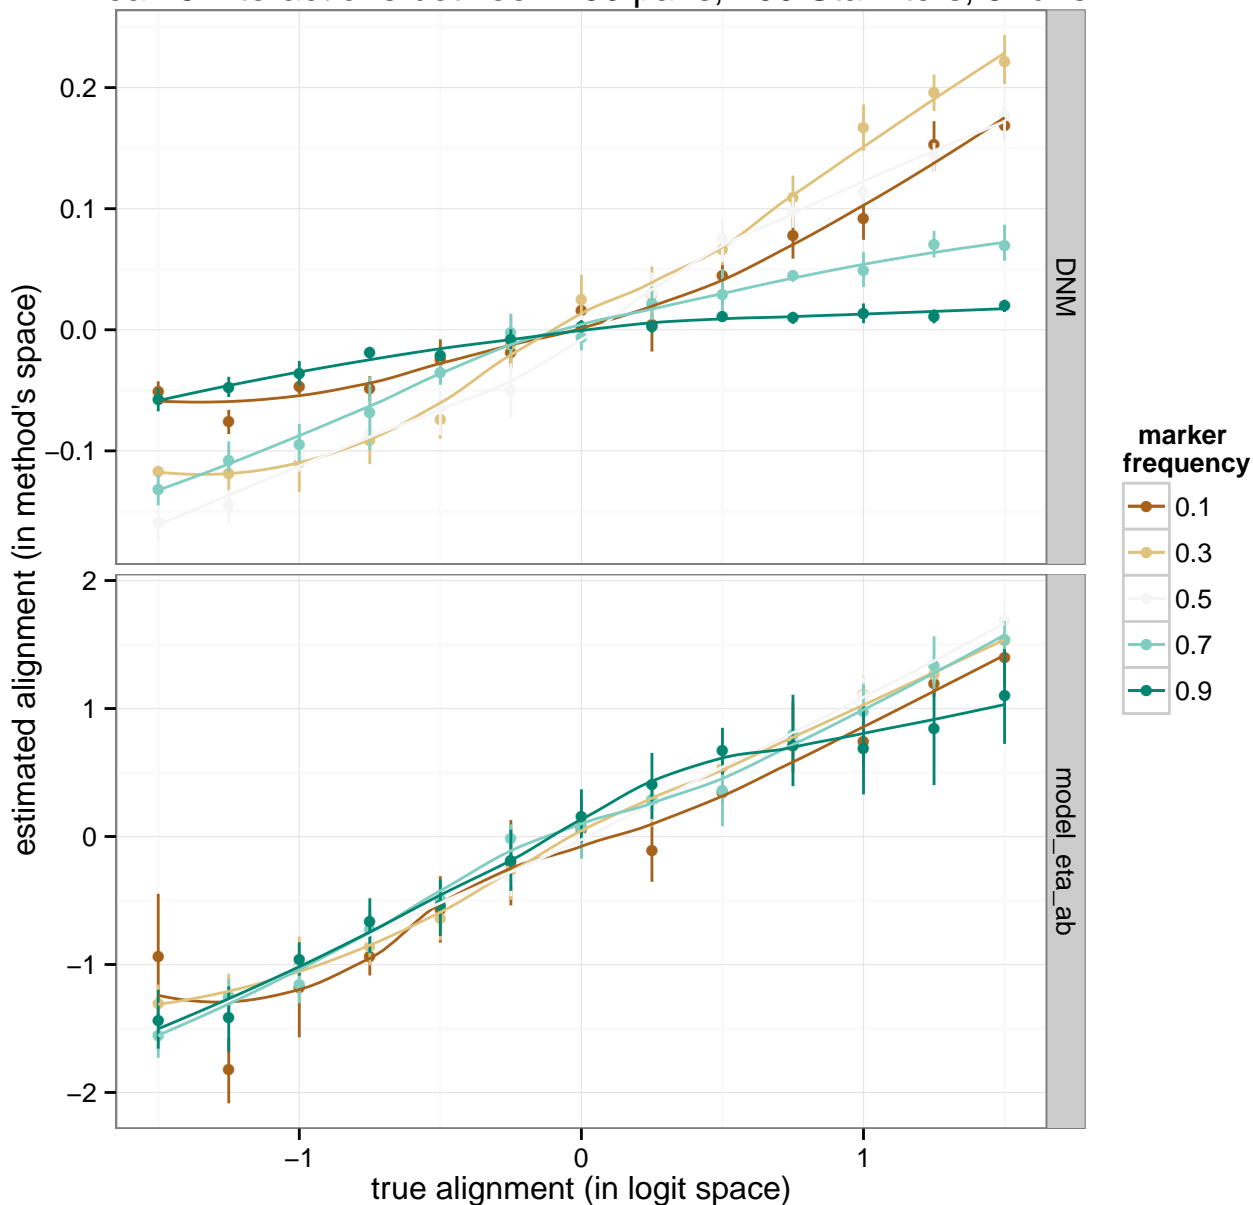 0.2
0.1
0.0
−0.1
DNM
2
1
0
−1
−2
model_eta_ab
−1
0
1
true alignment (in logit space)
estimated alignment (in method's space)
marker
frequency
0.1
0.3
0.5
0.7
0.9